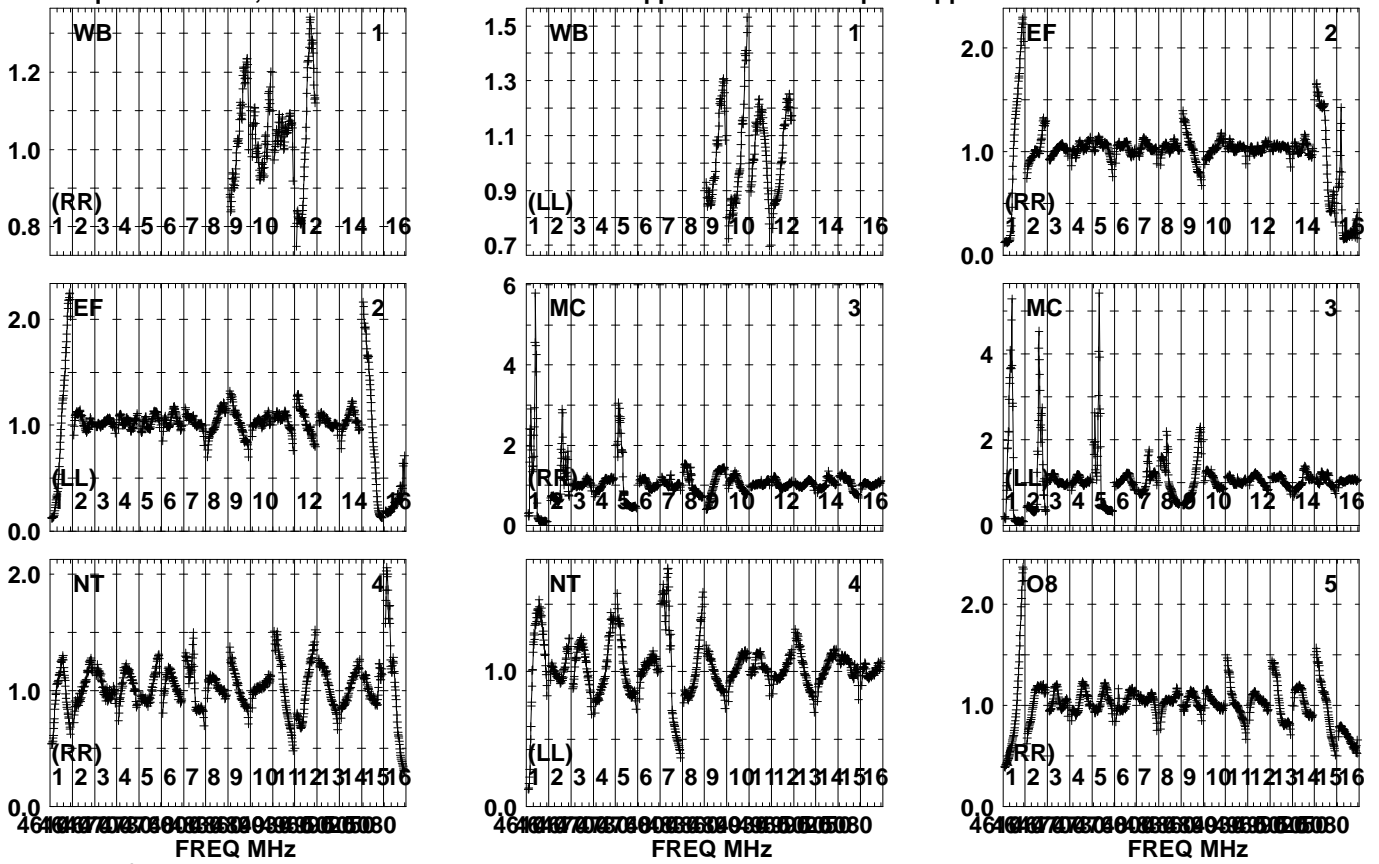 WB 1 WB 1 EF 2
1.2 1.5 2.0
1.3
1.0 1.1 1.0
0.9
0.8 0.7 0.0
(RR) (LL) (RR)
1 2 3 4 5 6 7 8 9 10 12 14 16 1 2 3 4 5 6 7 8 9 10 12 14 16 1 2 3 4 5 6 7 8 9 10 12 14 16
EF 2 MC 3 MC 3
2.0 6 4
1.0 4 2
0.0 2 0
0
(LL) (RR) (LL)
1 2 3 4 5 6 7 8 9 10 12 14 16 1 2 3 4 5 6 7 8 9 10 12 14 16 1 2 3 4 5 6 7 8 9 10 12 14 16
NT 4 NT 4 O8 5
2.0 1.0 2.0
1.0 0.0 1.0
0.0 0.0
(RR) (LL) (RR)
1 2 3 4 5 6 7 8 9 10 11 12 13 14 15 16 1 2 3 4 5 6 7 8 9 10 11 12 13 14 15 16 1 2 3 4 5 6 7 8 9 10 11 12 13 14 15 16
FREQ MHz FREQ MHz FREQ MHz